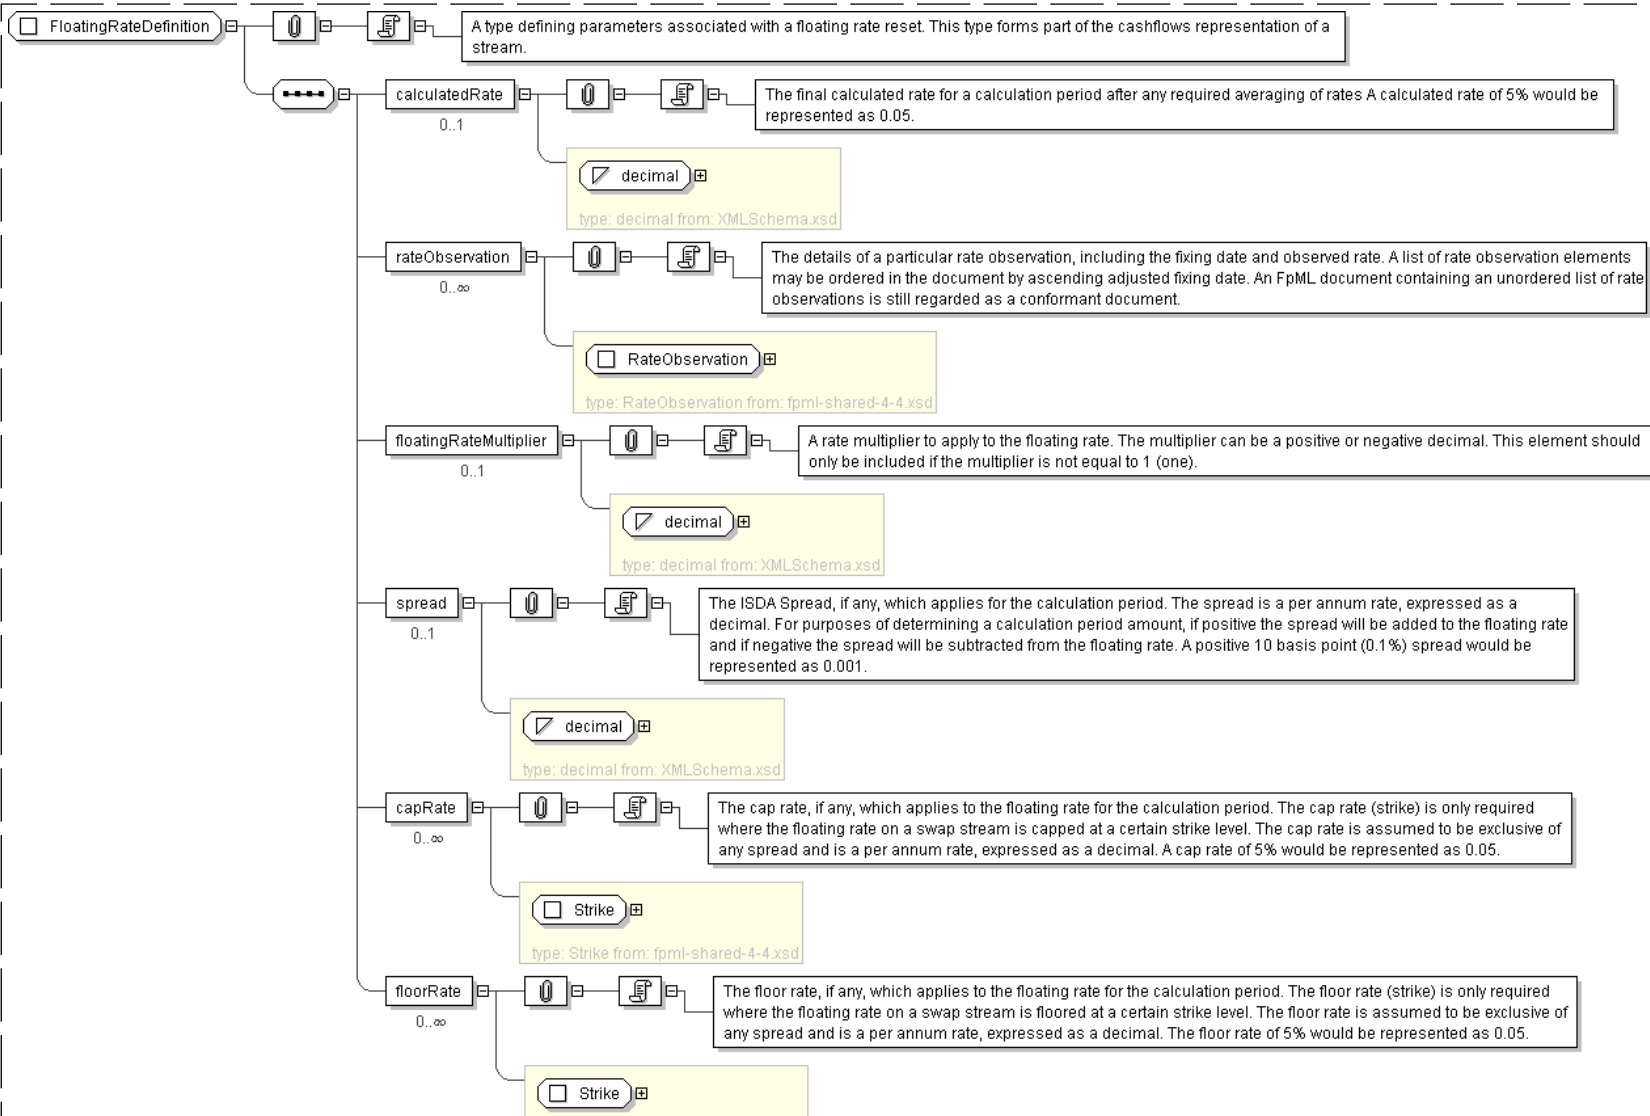 FloatingRateDefinition
A type defining parameters associated with a floating rate reset. This type forms part of the cashflows representation of a
stream.
calculatedRate
0..1
The final calculated rate for a calculation period after any required averaging of rates A calculated rate of 5% would be
represented as 0.05.
decimal
type: decimal from: XMLSchema.xsd
rateObservation
0..∞
The details of a particular rate observation, including the fixing date and observed rate. A list of rate observation elements
may be ordered in the document by ascending adjusted fixing date. An FpML document containing an unordered list of rate
observations is still regarded as a conformant document.
RateObservation
type: RateObservation from: fpml-shared-4-4.xsd
floatingRateMultiplier
0..1
A rate multiplier to apply to the floating rate. The multiplier can be a positive or negative decimal. This element should
only be included if the multiplier is not equal to 1 (one).
decimal
type: decimal from: XMLSchema.xsd
spread
0..1
The ISDA Spread, if any, which applies for the calculation period. The spread is a per annum rate, expressed as a
decimal. For purposes of determining a calculation period amount, if positive the spread will be added to the floating rate
and if negative the spread will be subtracted from the floating rate. A positive 10 basis point (0.1%) spread would be
represented as 0.001.
decimal
type: decimal from: XMLSchema.xsd
capRate
0..∞
The cap rate, if any, which applies to the floating rate for the calculation period. The cap rate (strike) is only required
where the floating rate on a swap stream is capped at a certain strike level. The cap rate is assumed to be exclusive of
any spread and is a per annum rate, expressed as a decimal. A cap rate of 5% would be represented as 0.05.
Strike
type: Strike from: fpml-shared-4-4.xsd
floorRate
0..∞
The floor rate, if any, which applies to the floating rate for the calculation period. The floor rate (strike) is only required
where the floating rate on a swap stream is floored at a certain strike level. The floor rate is assumed to be exclusive of
any spread and is a per annum rate, expressed as a decimal. The floor rate of 5% would be represented as 0.05.
Strike